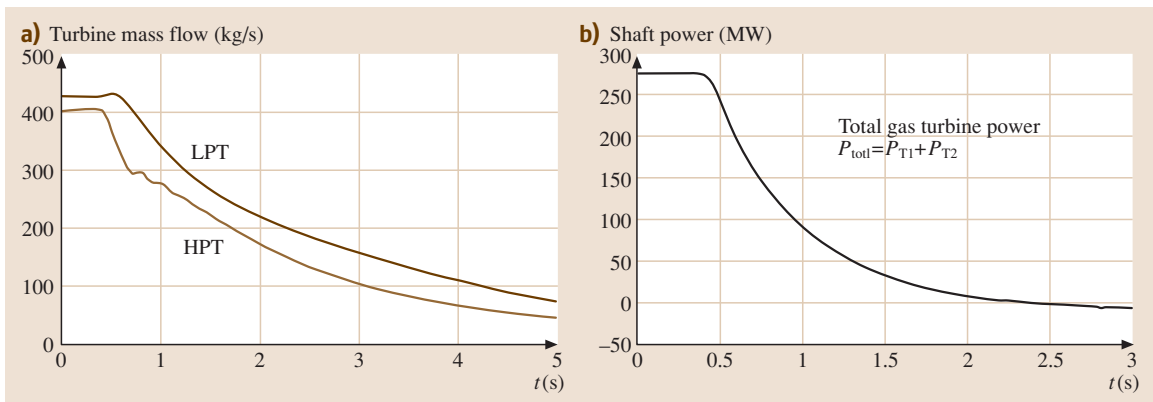 a) Turbine mass flow (kg/s)
500
400
300
200
100
0
0 1 2 3 4 5
t(s)
LPT
HPT
b) Shaft power (MW)
300
250
200
150
100
50
0
–50
0 0.5 1 1.5 2 2.5 3
t(s)
Total gas turbine power
Ptotl=PT1+PT2